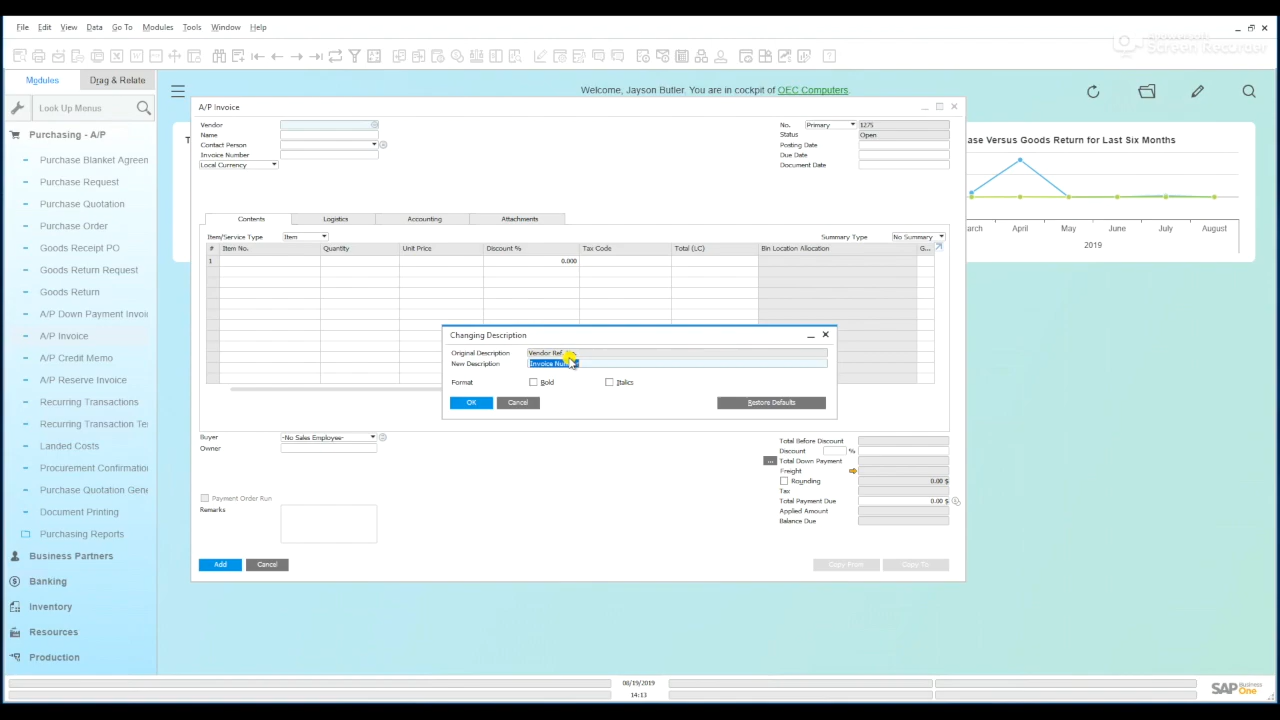 File Edit View Data Go To Modules Tools Window Help
Screen Recorder
Modules Drag & Relate
Look Up Menus
Welcome, Jayson Butler. You are in cockpit of OEC Computers.
Purchasing - A/P
Purchase Blanket Agreen
Purchase Request
Purchase Quotation
Purchase Order
Goods Receipt PO
Goods Return Request
Goods Return
A/P Down Payment Invoi
A/P Invoice
A/P Credit Memo
A/P Reserve Invoice
Recurring Transactions
Recurring Transaction Te
Landed Costs
Procurement Confirmatio
Purchase Quotation Gene
Document Printing
Purchasing Reports
Business Partners
Banking
Inventory
Resources
Production
A/P Invoice
Vendor
Name
Contact Person
Invoice Number
Local Currency
No. Primary 1275
Status Open
Posting Date
Due Date
Document Date
T
ase Versus Goods Return for Last Six Months
arch April May June July August
2019
Contents Logistics Accounting Attachments
Item/Service Type Item
Summary Type No Summary
# Item No. Quantity Unit Price Discount % Tax Code Total (LC) Bin Location Allocation G...
1 0.000
Changing Description
Original Description Vendor Ref.
New Description Invoice Number
Format Bold Italics
OK Cancel Restore Defaults
Buyer -No Sales Employee-
Owner
Payment Order Run
Remarks
Total Before Discount
Discount %
... Total Down Payment
Freight
Rounding 0.00 $
Tax
Total Payment Due 0.00 $
Applied Amount
Balance Due
Add Cancel Copy From Copy To
08/19/2019
14:13
SAP Business One